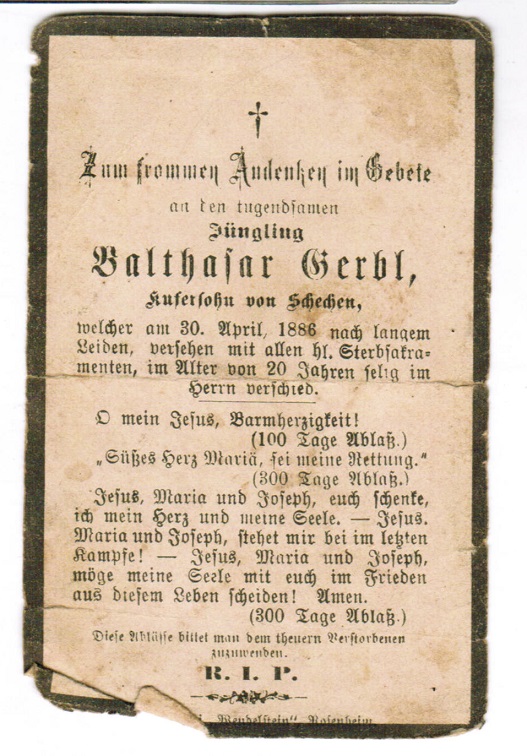 Zum frommen Andenken im Gebete
an den tugendsamen
Jüngling
Balthasar Gerbl,
Kufersohn von Schechen,
welcher am 30. April, 1886 nach langem
Leiden, versehen mit allen hl. Sterbsakra-
menten, im Alter von 20 Jahren selig im
Herrn verschied.
O mein Jesus, Barmherzigkeit!
(100 Tage Ablaß.)
„Süßes Herz Mariä, sei meine Rettung."
(300 Tage Ablaß.)
Jesus, Maria und Joseph, euch schenke,
ich mein Herz und meine Seele. — Jesus.
Maria und Joseph, stehet mir bei im letzten
Kampfe! — Jesus, Maria und Joseph,
möge meine Seele mit euch im Frieden
aus diesem Leben scheiden! Amen.
(300 Tage Ablaß.)
Diese Ablässe bittet man dem theuern Verstorbenen
zuzuwenden.
R. I. P.
Wendelstein" Rosenheim